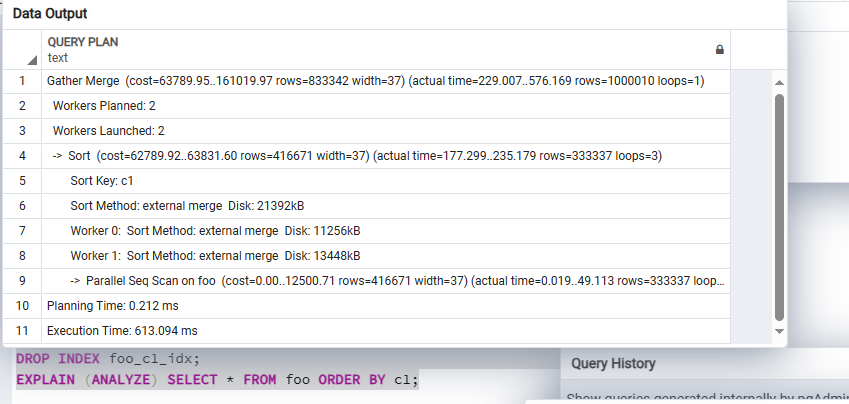 Data Output
QUERY PLAN
text
1 Gather Merge (cost=63789.95..161019.97 rows=833342 width=37) (actual time=229.007..576.169 rows=1000010 loops=1)
2 Workers Planned: 2
3 Workers Launched: 2
4 -> Sort (cost=62789.92..63831.60 rows=416671 width=37) (actual time=177.299..235.179 rows=333337 loops=3)
5 Sort Key: c1
6 Sort Method: external merge Disk: 21392kB
7 Worker 0: Sort Method: external merge Disk: 11256kB
8 Worker 1: Sort Method: external merge Disk: 13448kB
9 -> Parallel Seq Scan on foo (cost=0.00..12500.71 rows=416671 width=37) (actual time=0.019..49.113 rows=333337 loop...
10 Planning Time: 0.212 ms
11 Execution Time: 613.094 ms
DROP INDEX foo_c1_idx;
EXPLAIN (ANALYZE) SELECT * FROM foo ORDER BY c1;
Query History
Show queries generated internally by pgAdmin